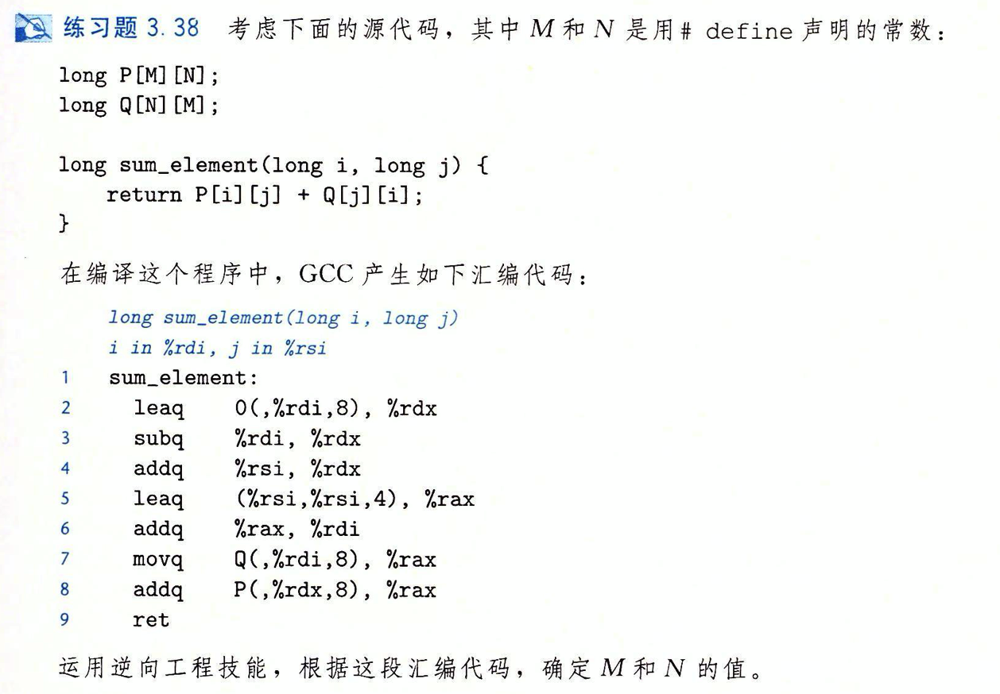 练习题 3.38 考虑下面的源代码，其中 M 和 N 是用# define 声明的常数：
long P[M][N];
long Q[N][M];
long sum_element(long i, long j) {
    return P[i][j] + Q[j][i];
}
在编译这个程序中，GCC 产生如下汇编代码：
long sum_element(long i, long j)
i in %rdi, j in %rsi
1 sum_element:
2 leaq 0(,%rdi,8), %rdx
3 subq %rdi, %rdx
4 addq %rsi, %rdx
5 leaq (%rsi,%rsi,4), %rax
6 addq %rax, %rdi
7 movq Q(,%rdi,8), %rax
8 addq P(,%rdx,8), %rax
9 ret
运用逆向工程技能，根据这段汇编代码，确定 M 和 N 的值。